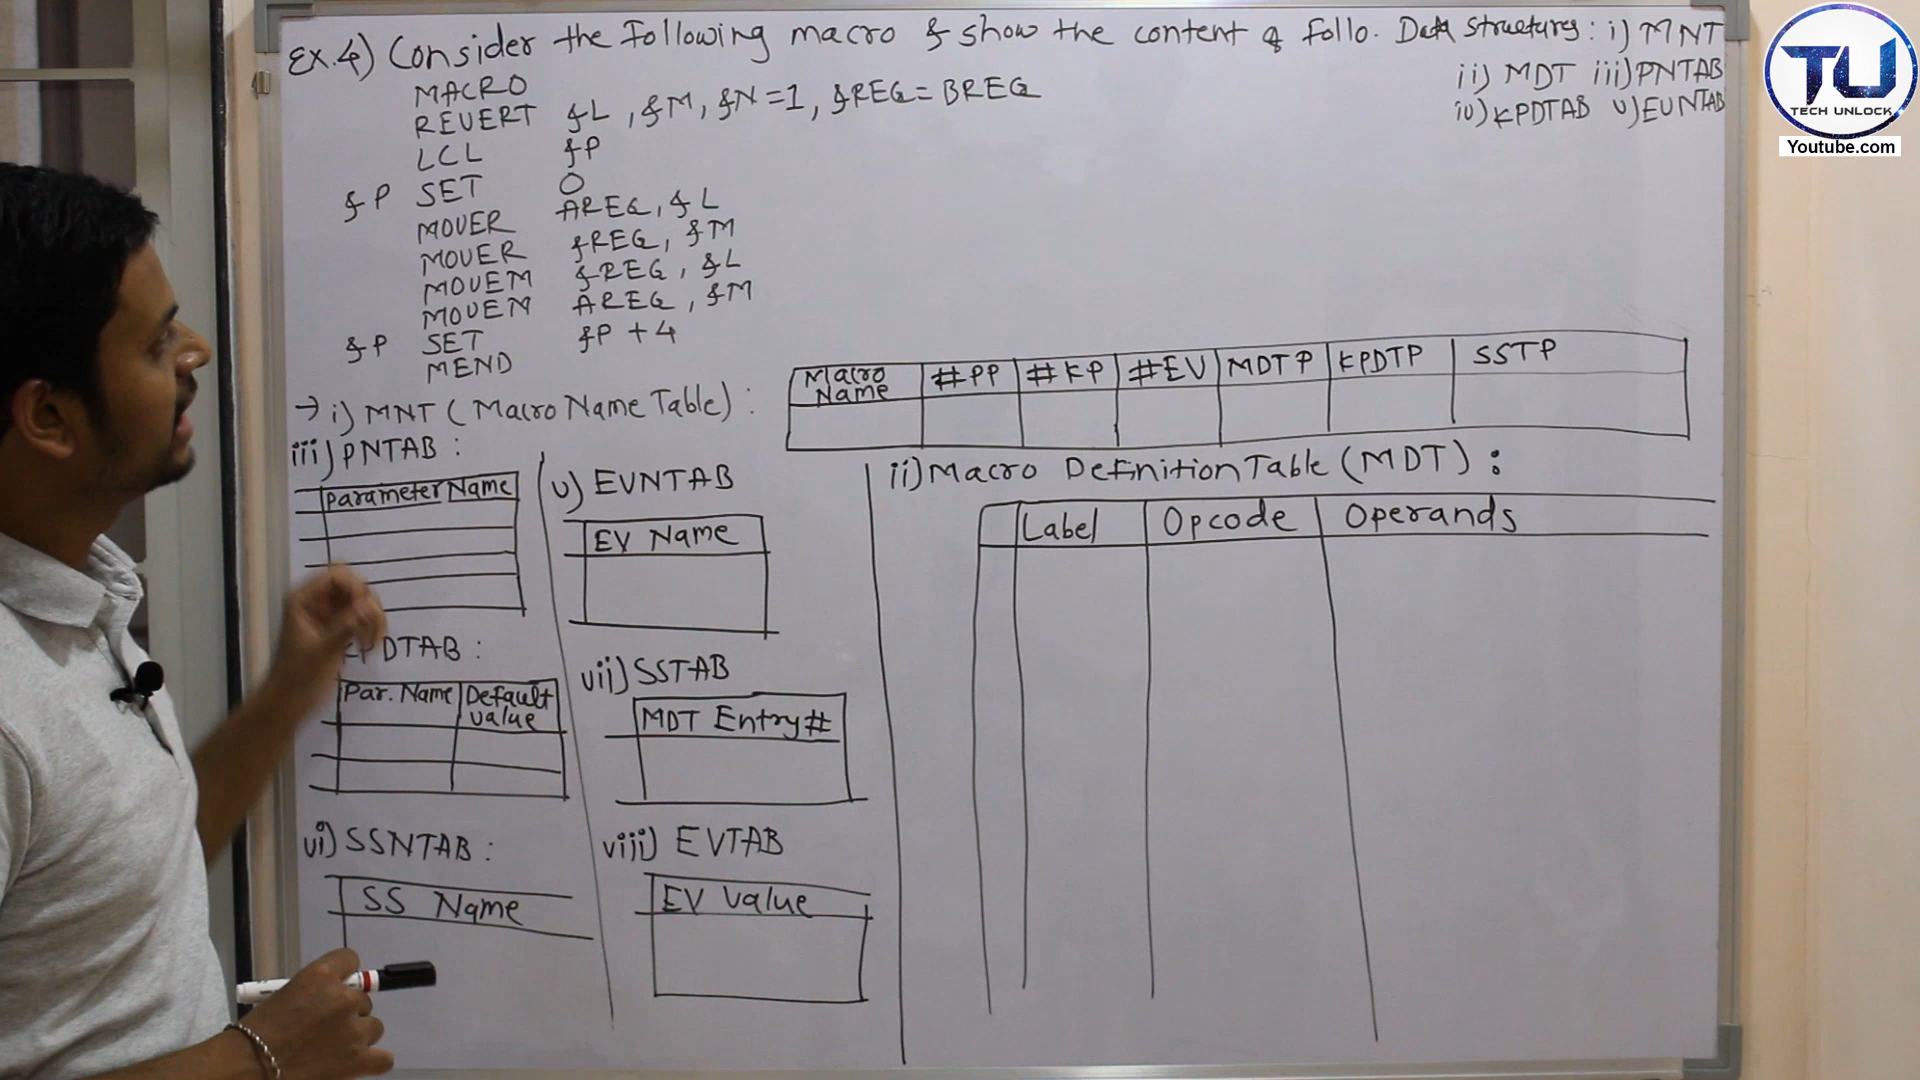 Ex.4) Consider the following macro & show the content of follo. Data structures: i) MNT
ii) MDT iii) PNTAB
iv) KPDTAB v) EVNTAB
MACRO
REVERT &L, &M, &N=1, &REG=BREG
LCL &P
&P SET 0
MOVER AREG, &L
MOVER &REG, &M
MOVEM &REG, &L
MOVEM AREG, &M
&P SET &P +4
MEND
→ i) MNT (Macro Name Table) :
Macro Name #PP #KP #EV MDTP KPDTP SSTP
iii) PNTAB :
Parameter Name
v) EVNTAB
EV Name
ii) Macro Definition Table (MDT) :
Label Opcode Operands
KPDTAB :
Par. Name Default value
vii) SSTAB
MDT Entry#
vi) SSNTAB :
SS Name
viii) EVTAB
EV value
TU
TECH UNLOCK
Youtube.com